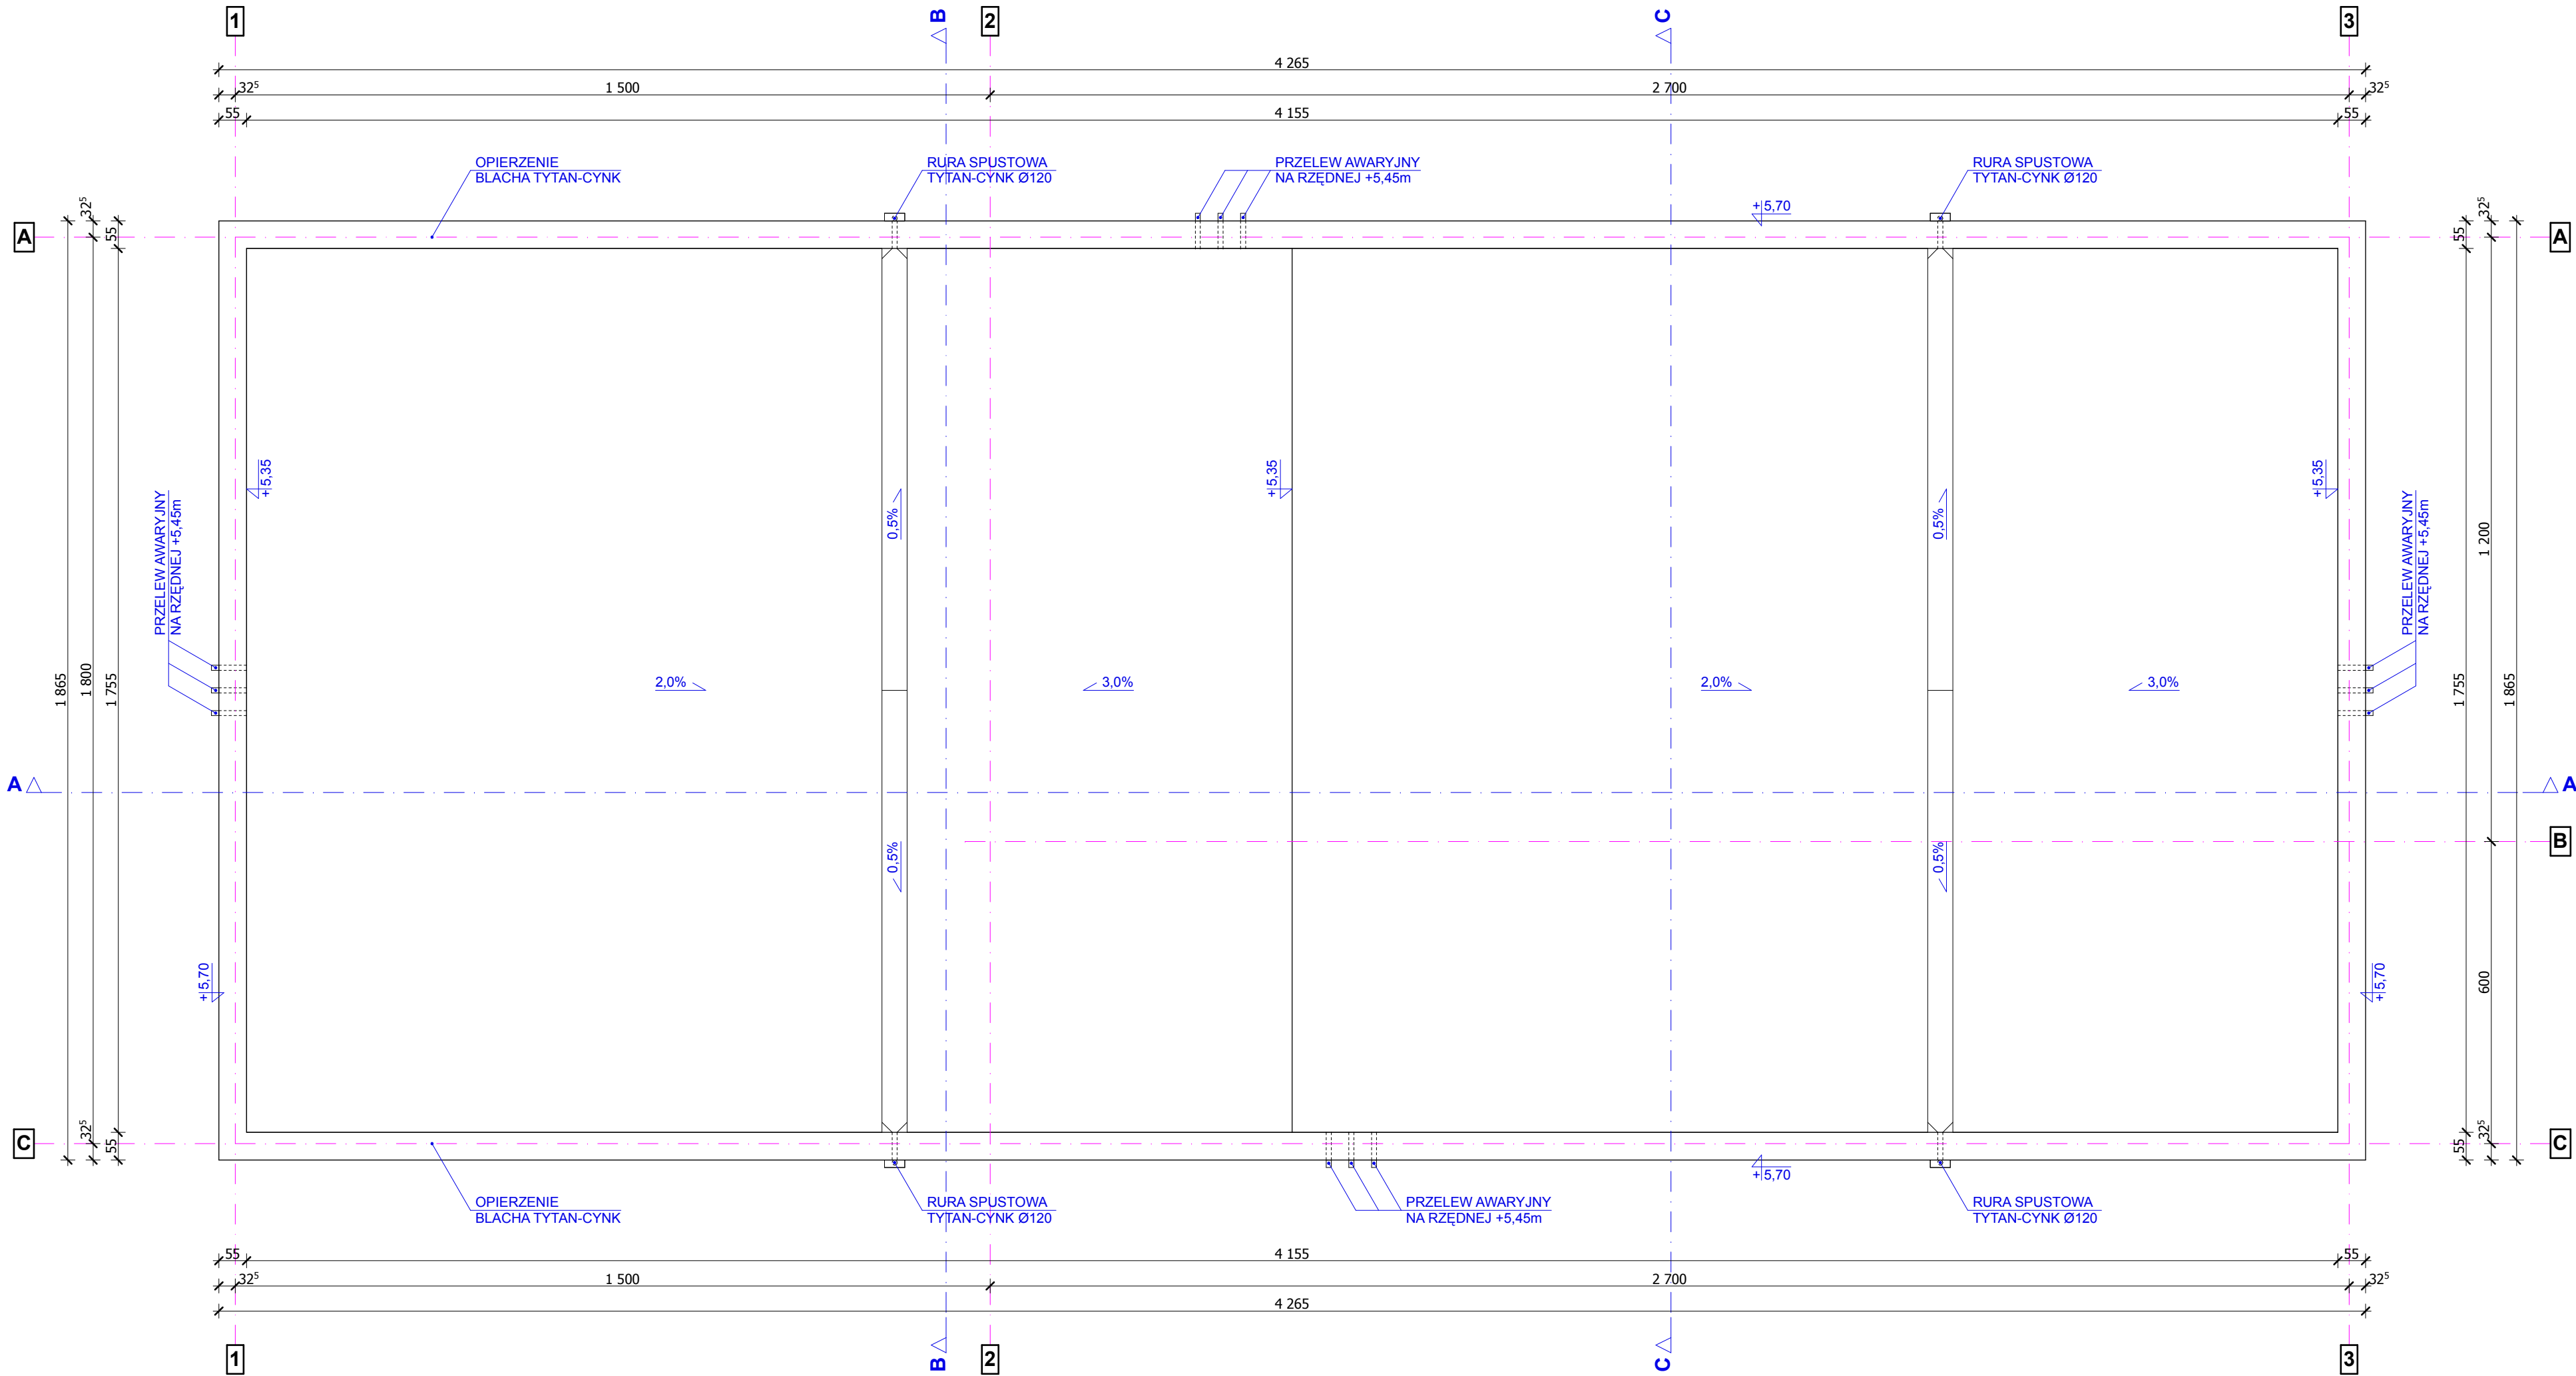 1
B
2
C
3
4 265
32⁵
1 500
2 700
32⁵
55
4 155
55
OPIERZENIE
BLACHA TYTAN-CYNK
RURA SPUSTOWA
TYTAN-CYNK Ø120
PRZELEW AWARYJNY
NA RZĘDNEJ +5,45m
RURA SPUSTOWA
TYTAN-CYNK Ø120
+5,70
A
A
32⁵
55
32⁵
55
+5,35
+5,35
+5,35
0,5%
0,5%
PRZELEW AWARYJNY
NA RZĘDNEJ +5,45m
PRZELEW AWARYJNY
NA RZĘDNEJ +5,45m
1 200
1 865
1 800
1 755
2,0%
3,0%
2,0%
3,0%
1 755
1 865
A
A
B
0,5%
0,5%
+5,70
+5,70
600
C
C
32⁵
55
32⁵
55
+5,70
OPIERZENIE
BLACHA TYTAN-CYNK
RURA SPUSTOWA
TYTAN-CYNK Ø120
PRZELEW AWARYJNY
NA RZĘDNEJ +5,45m
RURA SPUSTOWA
TYTAN-CYNK Ø120
55
4 155
55
32⁵
1 500
2 700
32⁵
4 265
1
B
2
C
3